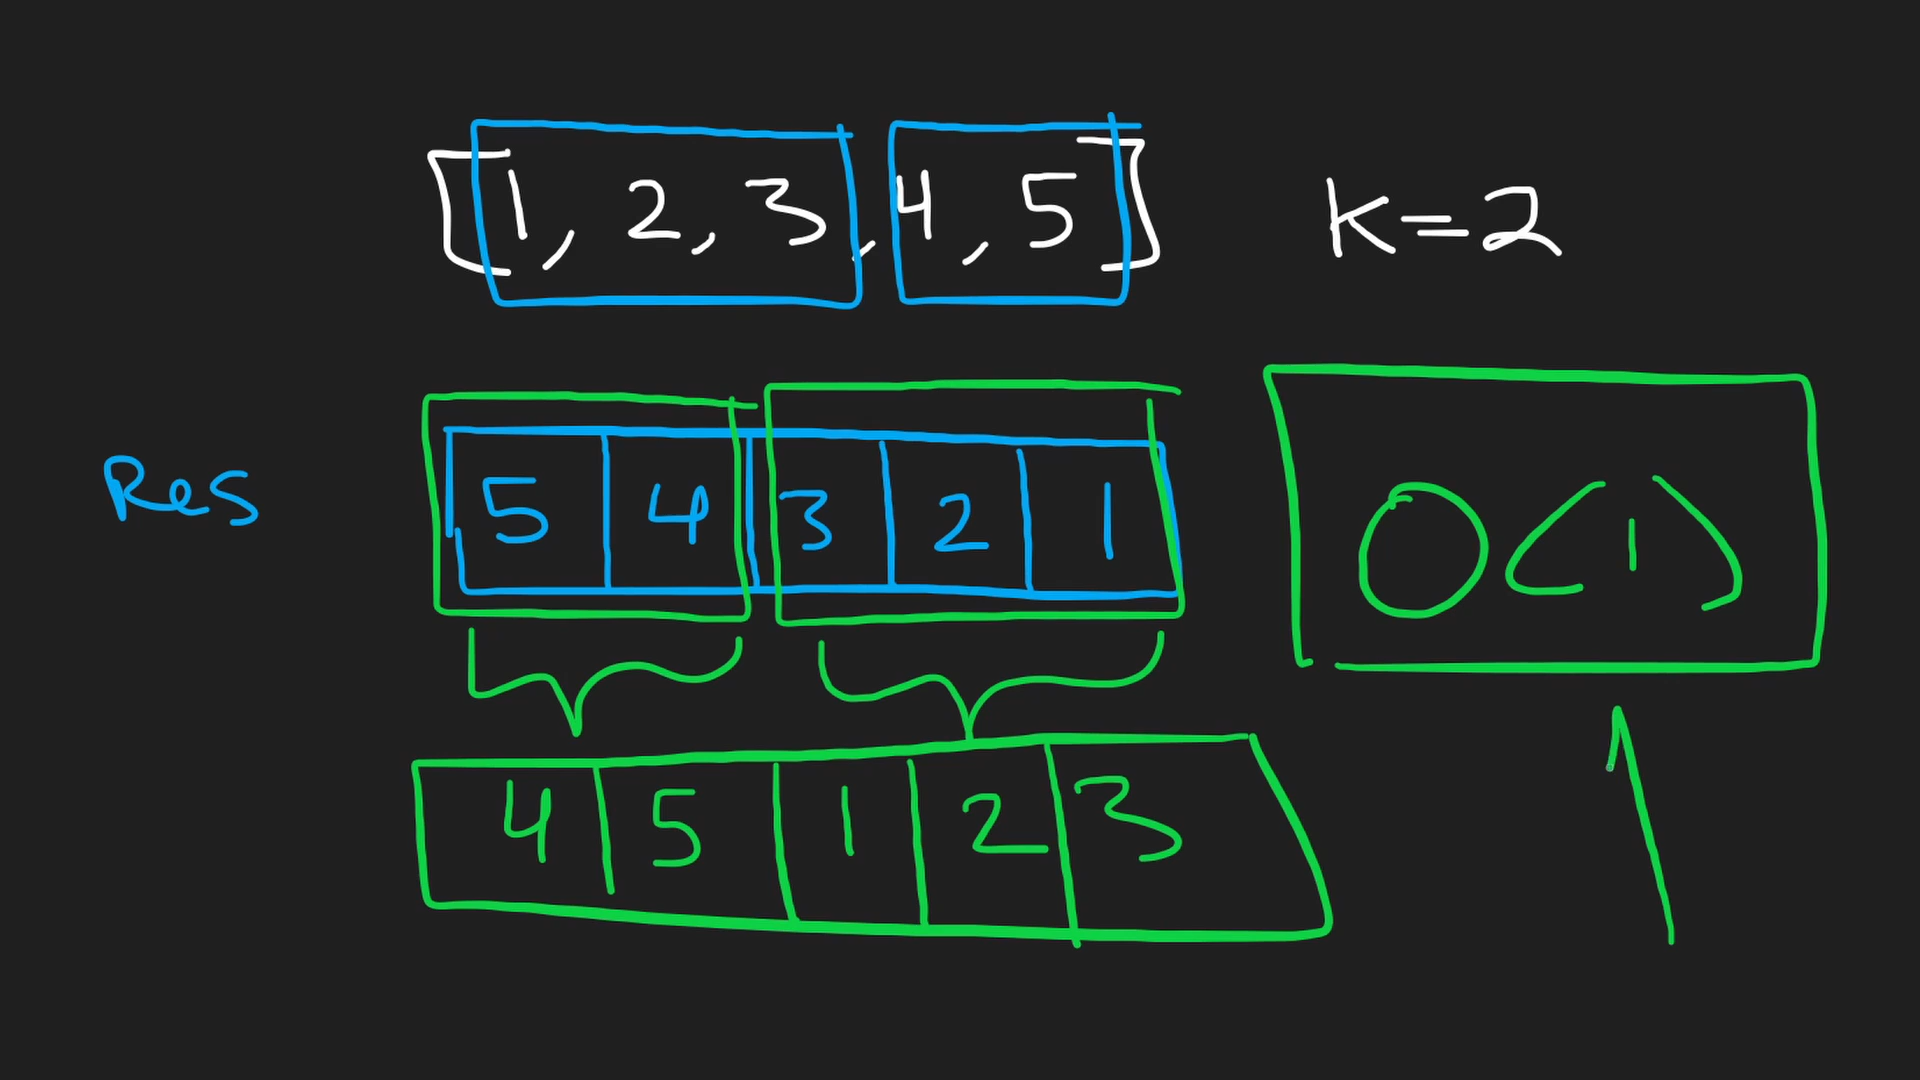 [1, 2, 3, 4, 5] K=2
Res 5 4 3 2 1
O(1)
4 5 1 2 3